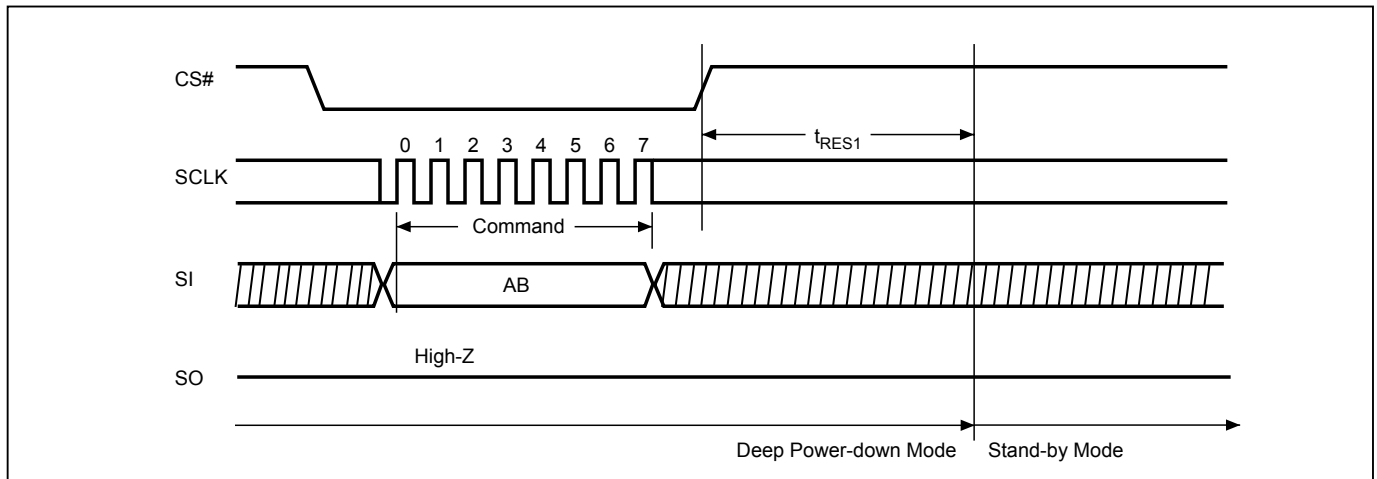 CS#
t_RES1
0 1 2 3 4 5 6 7
SCLK
Command
SI
AB
High-Z
SO
Deep Power-down Mode Stand-by Mode